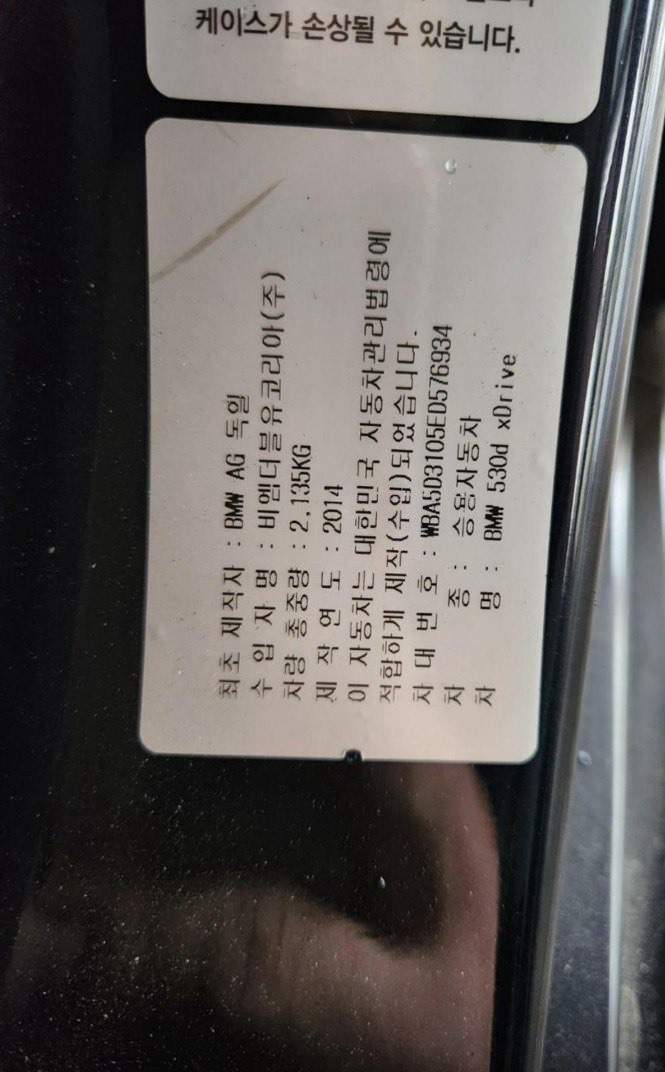 케이스가 손상될 수 있습니다.
최초 제작자 : BMW AG 독일
수 입 자 명 : 비엠더블유코리아(주)
차량 총중량 : 2,135KG
제 작 연 도 : 2014
이 자동차는 대한민국 자동차관리법령에
적합하게 제작(수입)되었습니다.
차 대 번 호 : WBA5D3105ED576934
차 종 : 승용자동차
차 명 : BMW 530d xDrive